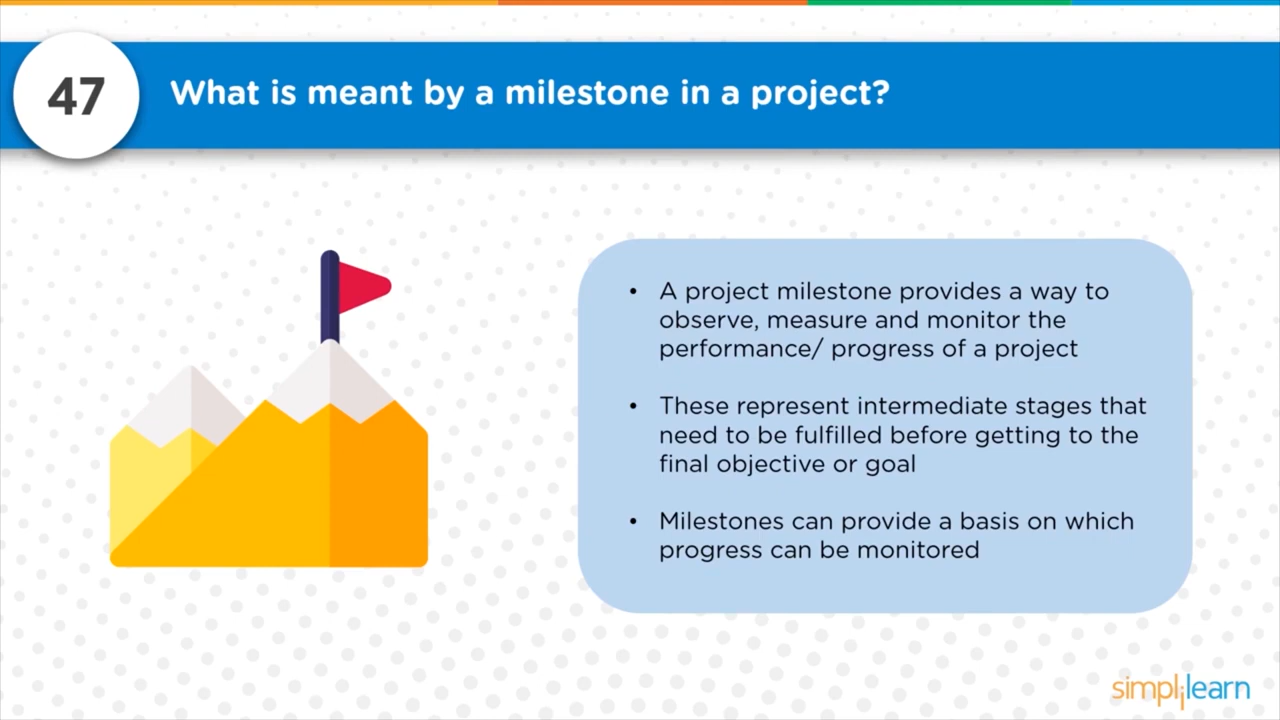 47
What is meant by a milestone in a project?
• A project milestone provides a way to
observe, measure and monitor the
performance/ progress of a project
• These represent intermediate stages that
need to be fulfilled before getting to the
final objective or goal
• Milestones can provide a basis on which
progress can be monitored
simplilearn